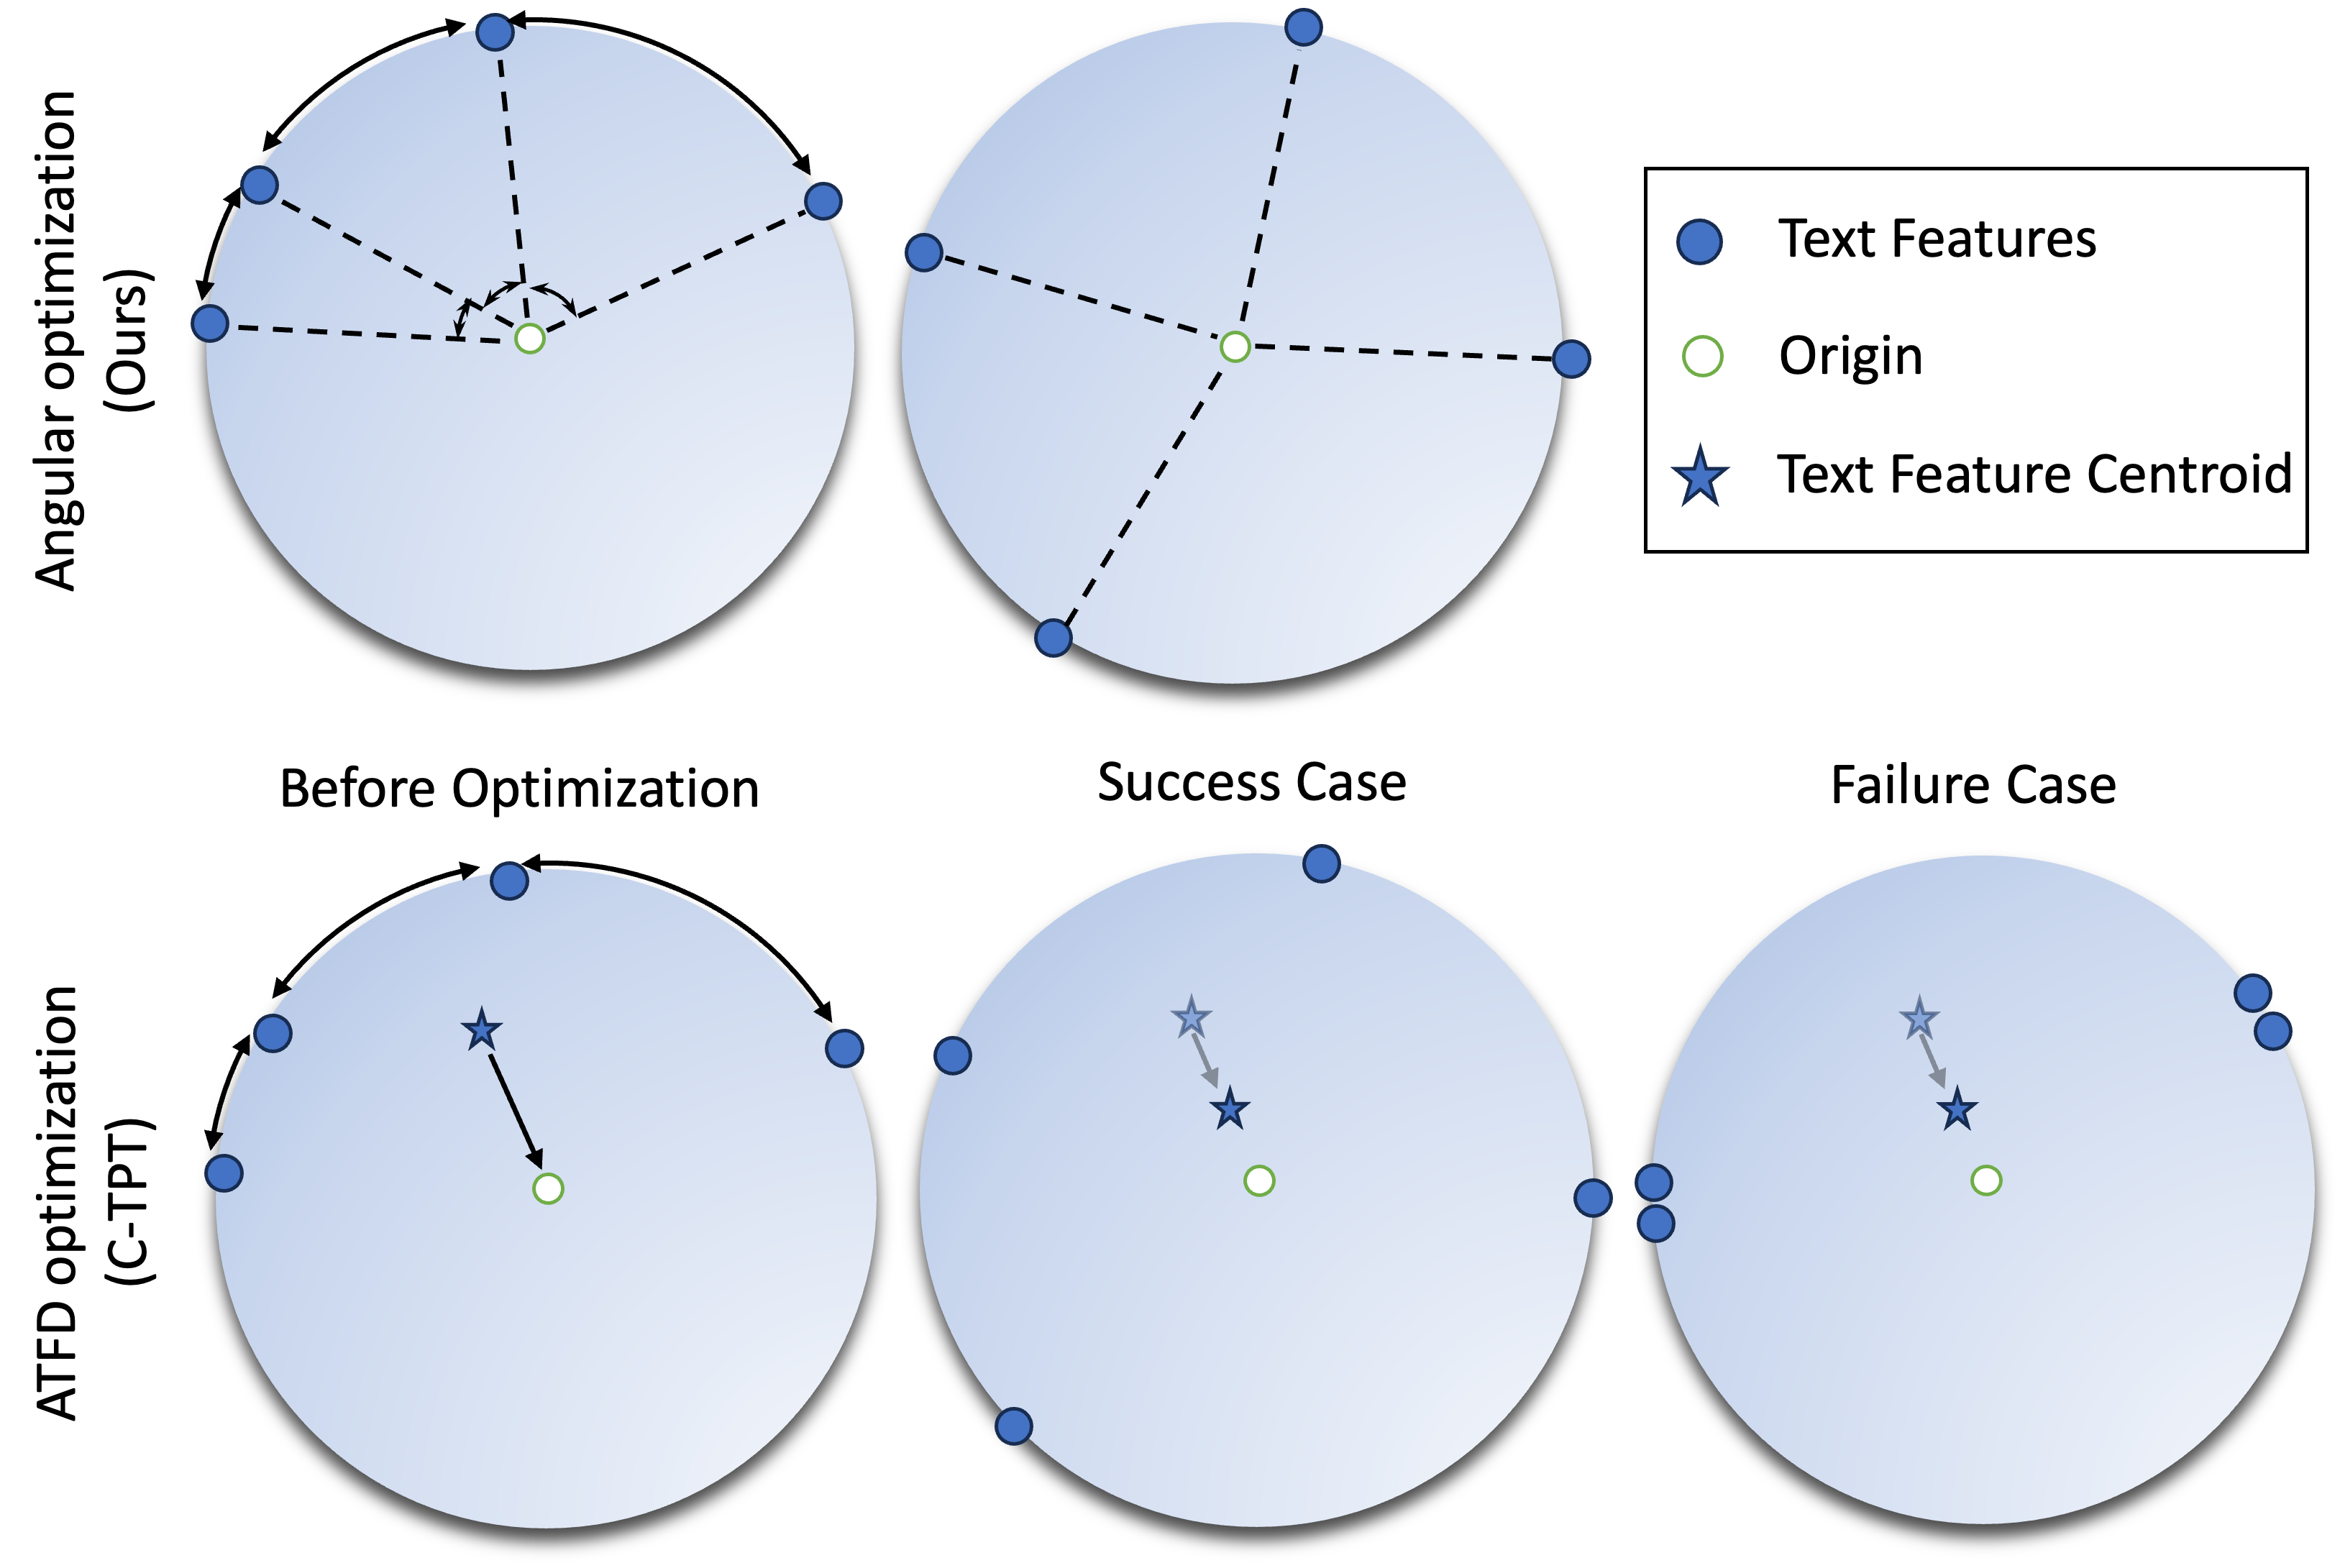 Angular optimization
(Ours)
Text Features
Origin
Text Feature Centroid
Before Optimization
Success Case
Failure Case
ATFD optimization
(C-TPT)